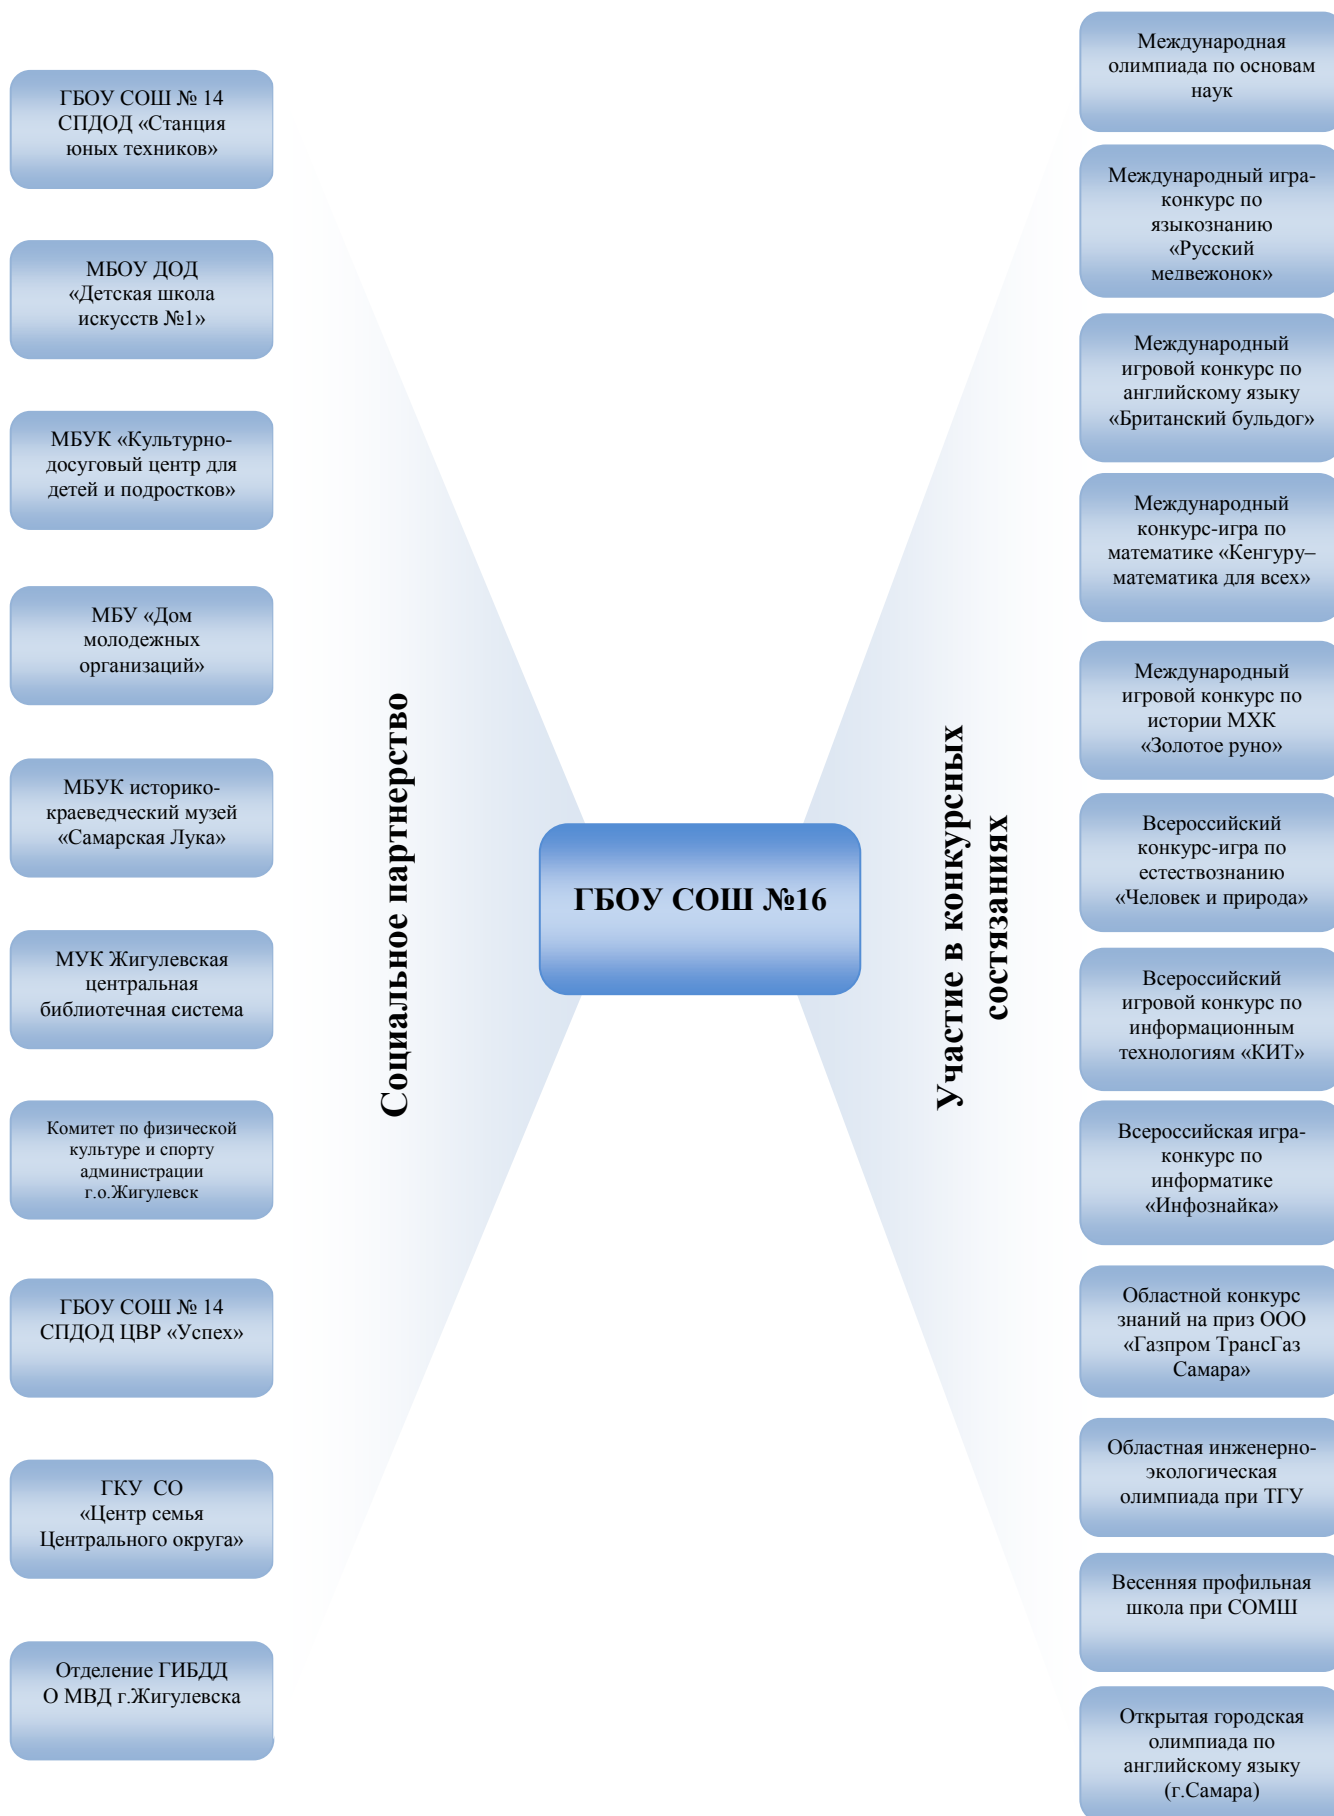 ГБОУ СОШ № 14
СПДОД «Станция
юных техников»
МБОУ ДОД
«Детская школа
искусств №1»
МБУК «Культурно-
досуговый центр для
детей и подростков»
МБУ «Дом
молодежных
организаций»
МБУК историко-
краеведческий музей
«Самарская Лука»
МУК Жигулевская
центральная
библиотечная система
Комитет по физической
культуре и спорту
администрации
г.о.Жигулевск
ГБОУ СОШ № 14
СПДОД ЦВР «Успех»
ГКУ СО
«Центр семья
Центрального округа»
Отделение ГИБДД
О МВД г.Жигулевска
Социальное партнерство
ГБОУ СОШ №16
Участие в конкурсных
состязаниях
Международная
олимпиада по основам
наук
Международный игра-
конкурс по
языкознанию
«Русский
медвежонок»
Международный
игровой конкурс по
английскому языку
«Британский бульдог»
Международный
конкурс-игра по
математике «Кенгуру–
математика для всех»
Международный
игровой конкурс по
истории МХК
«Золотое руно»
Всероссийский
конкурс-игра по
естествознанию
«Человек и природа»
Всероссийский
игровой конкурс по
информационным
технологиям «КИТ»
Всероссийская игра-
конкурс по
информатике
«Инфознайка»
Областной конкурс
знаний на приз ООО
«Газпром ТрансГаз
Самара»
Областная инженерно-
экологическая
олимпиада при ТГУ
Весенняя профильная
школа при СОМШ
Открытая городская
олимпиада по
английскому языку
(г.Самара)